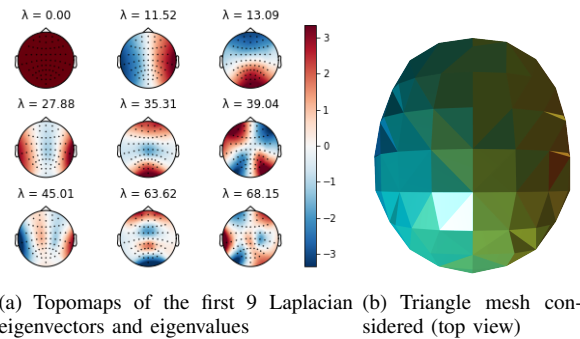 λ = 0.00 λ = 11.52 λ = 13.09
λ = 27.88 λ = 35.31 λ = 39.04
λ = 45.01 λ = 63.62 λ = 68.15
3
2
1
0
−1
−2
−3
(a) Topomaps of the first 9 Laplacian
eigenvectors and eigenvalues
(b) Triangle mesh con-
sidered (top view)